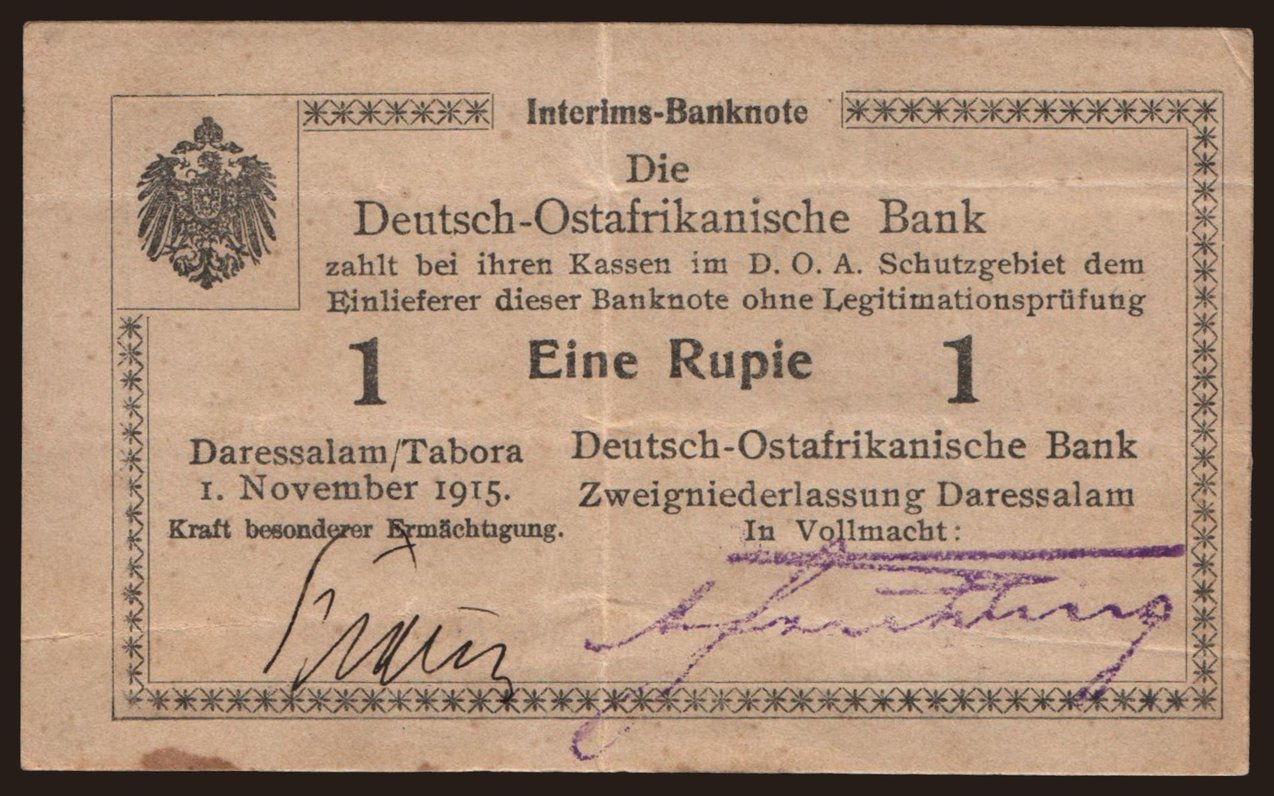 Interims-Banknote
Die
Deutsch-Ostafrikanische Bank
zahlt bei ihren Kassen im D. O. A. Schutzgebiet dem
Einlieferer dieser Banknote ohne Legitimationsprüfung
1 Eine Rupie 1
Daressalam/Tabora
1. November 1915.
Kraft besonderer Ermächtigung.
Deutsch-Ostafrikanische Bank
Zweigniederlassung Daressalam
In Vollmacht: